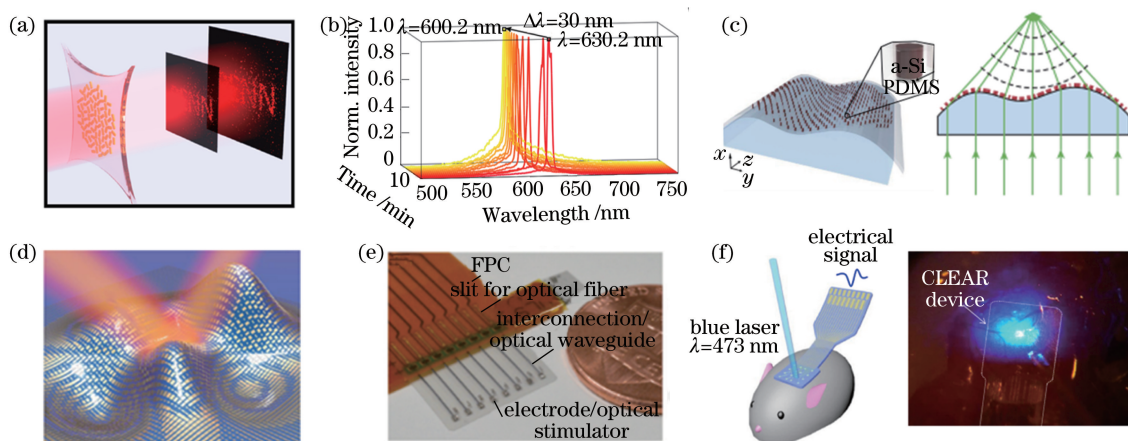 (a)
(b)
Norm. intensity
1.0
0.8
0.6
0.4
0.2
0
λ=600.2 nm
Δλ=30 nm
λ=630.2 nm
Time /min
10
500
550
600
650
700
750
Wavelength /nm
(c)
a-Si
PDMS
x
z
y
(d)
(e)
FPC
slit for optical fiber
interconnection/
optical waveguide
electrode/optical
stimulator
(f)
electrical
signal
blue laser
λ=473 nm
CLEAR
device